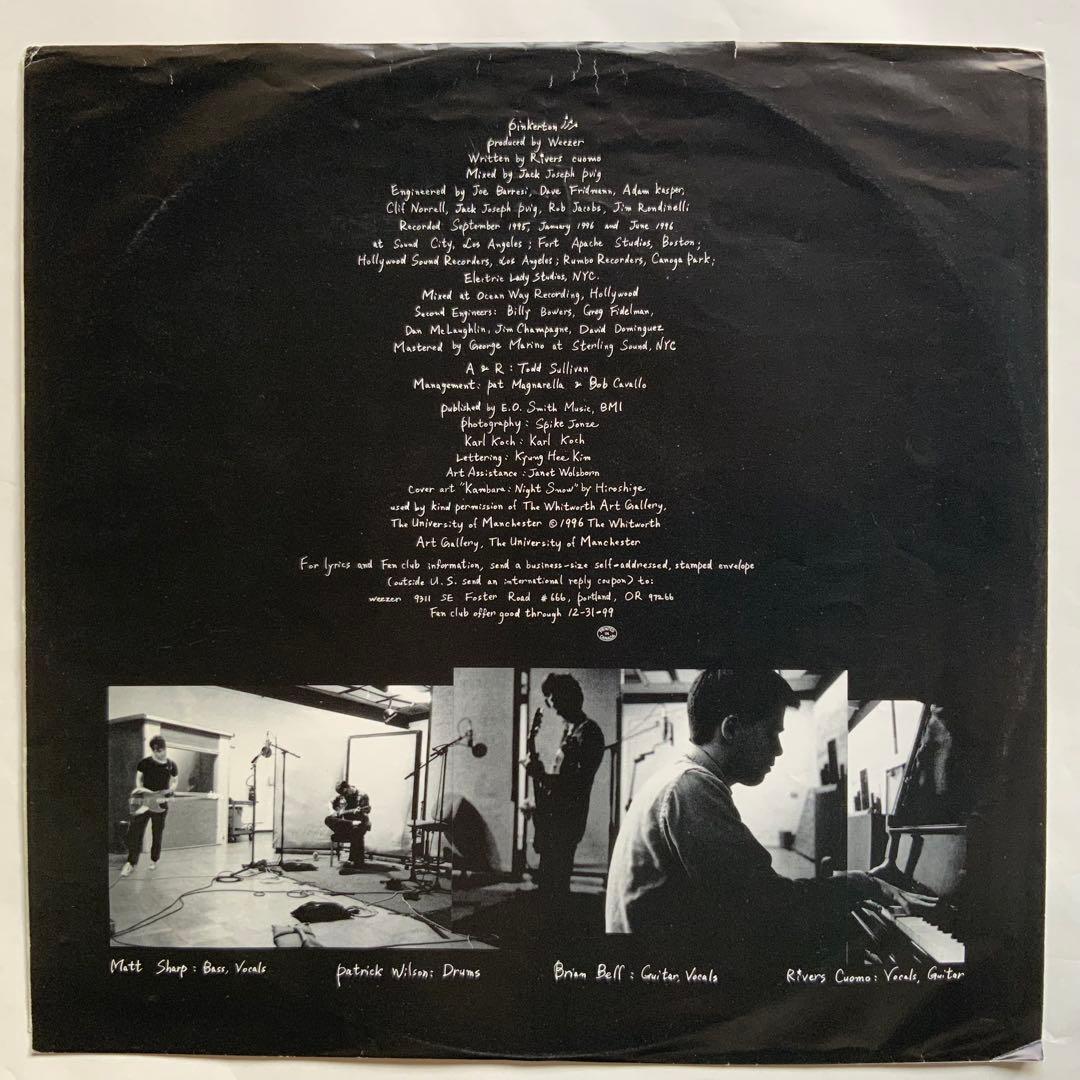 pinkerton is
produced by Weezer
Written by Rivers Cuomo
Mixed by Jack Joseph Puig
Engineered by Joe Barresi, Dave Fridmann, Adam Kasper,
Clif Norrell, Jack Joseph Puig, Rob Jacobs, Jim Rondinelli
Recorded September 1995, January 1996 and June 1996
at Sound City, Los Angeles; Fort Apache Studios, Boston;
Hollywood Sound Recorders, Los Angeles; Rumbo Recorders, Canoga Park;
Electric Lady Studios, NYC.
Mixed at Ocean Way Recording, Hollywood
Second Engineers: Billy Bowers, Greg Fidelman,
Dan McLaughlin, Jim Champagne, David Dominguez
Mastered by George Marino at Sterling Sound, NYC
A & R: Todd Sullivan
Management: Pat Magnarella & Bob Cavallo
published by E.O. Smith Music, BMI
photography: Spike Jonze
Karl Koch: Karl Koch
Lettering: Kyung Hee Kim
Art Assistance: Janet Wolsborn
Cover art "Kambara: Night Snow" by Hiroshige
used by kind permission of The Whitworth Art Gallery,
The University of Manchester ©1996 The Whitworth
Art Gallery, The University of Manchester
For lyrics and Fan club information, send a business-size self-addressed, stamped envelope
(outside U.S. send an international reply coupon) to:
weezer 9311 SE Foster Road #666, Portland, OR 97266
Fan club offer good through 12-31-99
PRINTED IN CANADA
Matt Sharp: Bass, Vocals
Patrick Wilson: Drums
Brian Bell: Guitar, Vocals
Rivers Cuomo: Vocals, Guitar